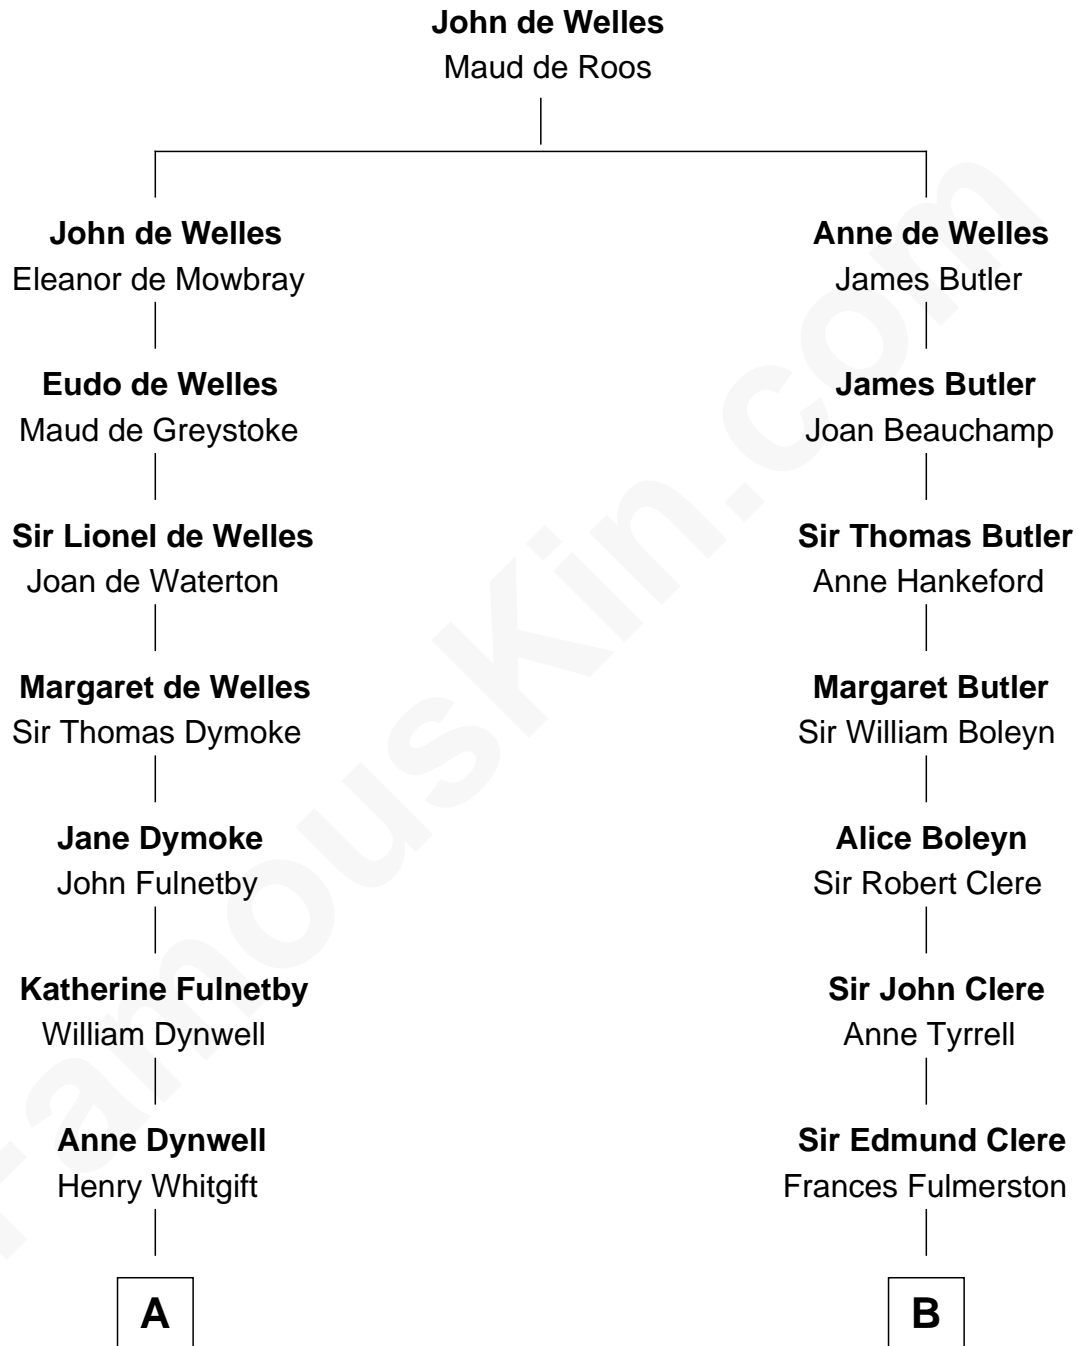 John de Welles
Maud de Roos
John de Welles
Eleanor de Mowbray
Anne de Welles
James Butler
Eudo de Welles
Maud de Greystoke
James Butler
Joan Beauchamp
Sir Lionel de Welles
Joan de Waterton
Sir Thomas Butler
Anne Hankeford
Margaret de Welles
Sir Thomas Dymoke
Margaret Butler
Sir William Boleyn
Jane Dymoke
John Fulnetby
Alice Boleyn
Sir Robert Clere
Katherine Fulnetby
William Dynwell
Sir John Clere
Anne Tyrrell
Anne Dynwell
Henry Whitgift
Sir Edmund Clere
Frances Fulmerston
A
B
FamousKin.com